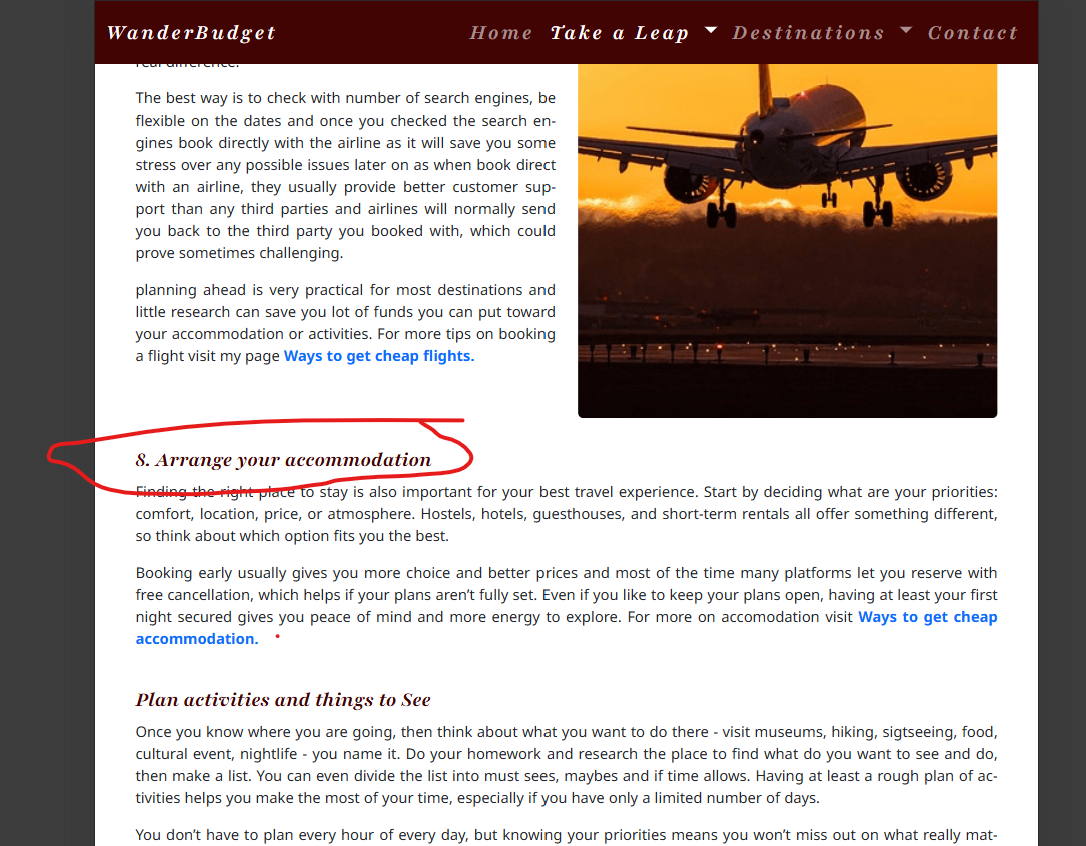 WanderBudget Home Take a Leap Destinations Contact
real difference.
The best way is to check with number of search engines, be
flexible on the dates and once you checked the search en-
gines book directly with the airline as it will save you some
stress over any possible issues later on as when book direct
with an airline, they usually provide better customer sup-
port than any third parties and airlines will normally send
you back to the third party you booked with, which could
prove sometimes challenging.
planning ahead is very practical for most destinations and
little research can save you lot of funds you can put toward
your accommodation or activities. For more tips on booking
a flight visit my page Ways to get cheap flights.
8. Arrange your accommodation
Finding the right place to stay is also important for your best travel experience. Start by deciding what are your priorities:
comfort, location, price, or atmosphere. Hostels, hotels, guesthouses, and short-term rentals all offer something different,
so think about which option fits you the best.
Booking early usually gives you more choice and better prices and most of the time many platforms let you reserve with
free cancellation, which helps if your plans aren’t fully set. Even if you like to keep your plans open, having at least your first
night secured gives you peace of mind and more energy to explore. For more on accomodation visit Ways to get cheap
accommodation.
Plan activities and things to See
Once you know where you are going, then think about what you want to do there - visit museums, hiking, sigtseeing, food,
cultural event, nightlife - you name it. Do your homework and research the place to find what do you want to see and do,
then make a list. You can even divide the list into must sees, maybes and if time allows. Having at least a rough plan of ac-
tivities helps you make the most of your time, especially if you have only a limited number of days.
You don’t have to plan every hour of every day, but knowing your priorities means you won’t miss out on what really mat-